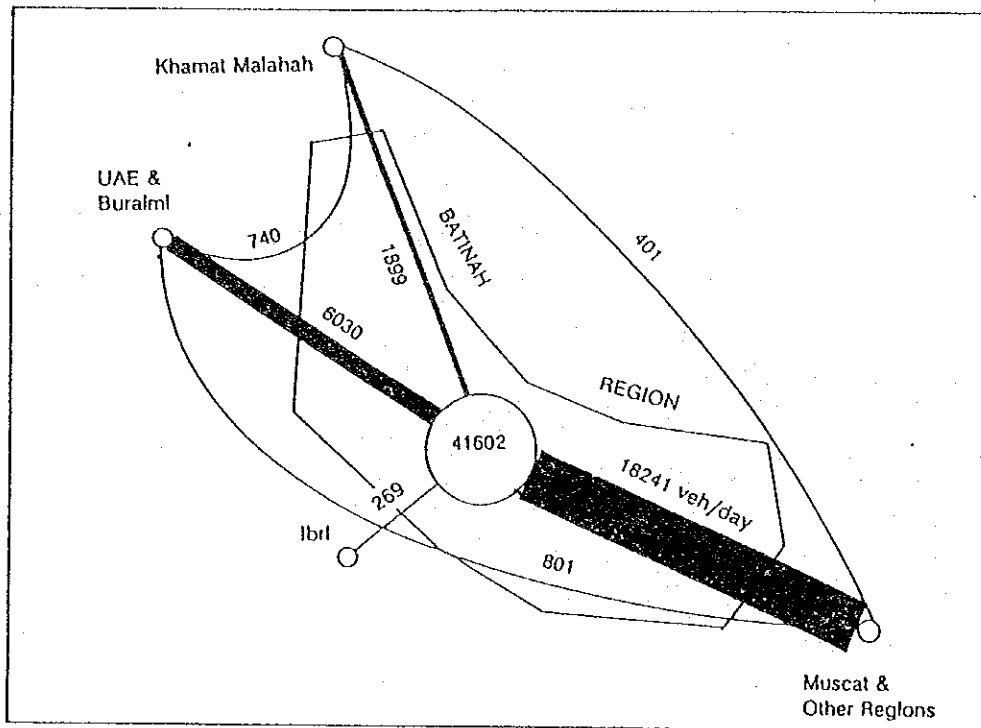 Khamat Malahah
UAE &
Buraimi
740
1899
BATINAH
401
6030
REGION
41602
18241 veh/day
269
Ibri
801
Muscat &
Other Regions